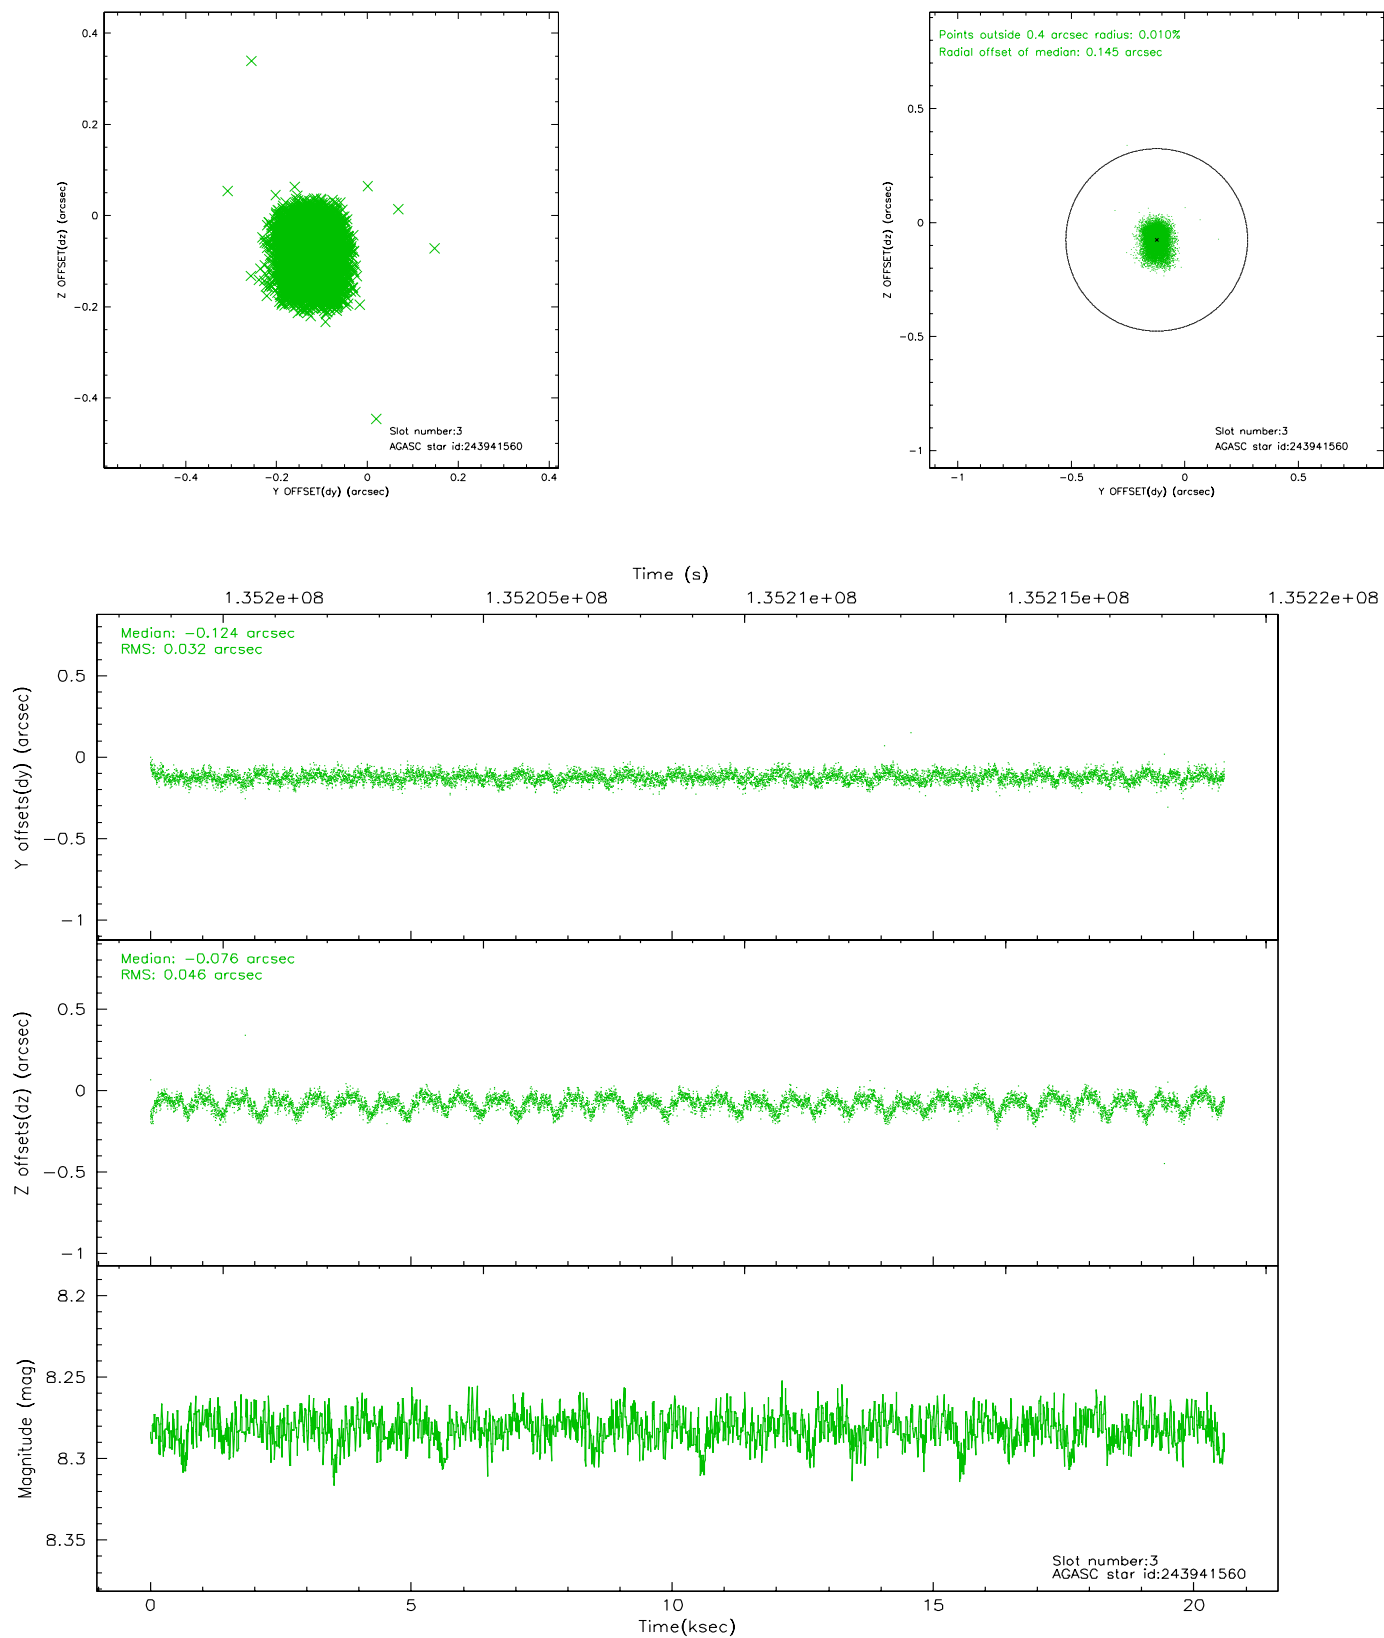 0.4
0.2
0
−0.2
−0.4
Z OFFSET(dz) (arcsec)
Slot number:3
AGASC star id:243941560
−0.4 −0.2 0 0.2 0.4
Y OFFSET(dy) (arcsec)
Points outside 0.4 arcsec radius: 0.010%
Radial offset of median: 0.145 arcsec
0.5
0
−0.5
−1
Z OFFSET(dz) (arcsec)
Slot number:3
AGASC star id:243941560
−1 −0.5 0 0.5
Y OFFSET(dy) (arcsec)
Time (s)
1.352e+08 1.35205e+08 1.3521e+08 1.35215e+08 1.3522e+08
Median: −0.124 arcsec
RMS: 0.032 arcsec
0.5
0
−0.5
−1
Y offsets(dy) (arcsec)
Median: −0.076 arcsec
RMS: 0.046 arcsec
0.5
0
−0.5
−1
Z offsets(dz) (arcsec)
8.2
8.25
8.3
8.35
Magnitude (mag)
Slot number:3
AGASC star id:243941560
0 5 10 15 20
Time(ksec)